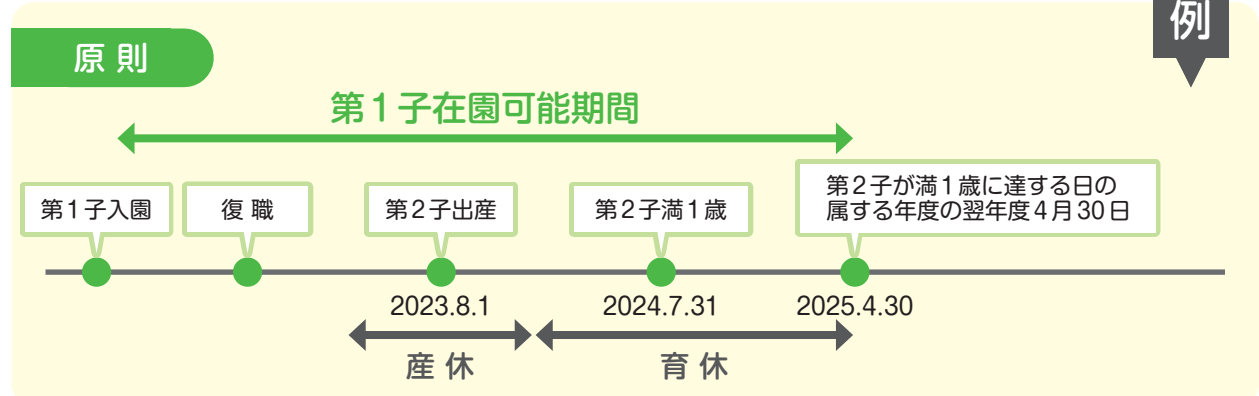 例
原則
第1子在園可能期間
第1子入園
復職
第2子出産
第2子満1歳
第2子が満1歳に達する日の
属する年度の翌年度4月30日
2023.8.1
2024.7.31
2025.4.30
産休
育休